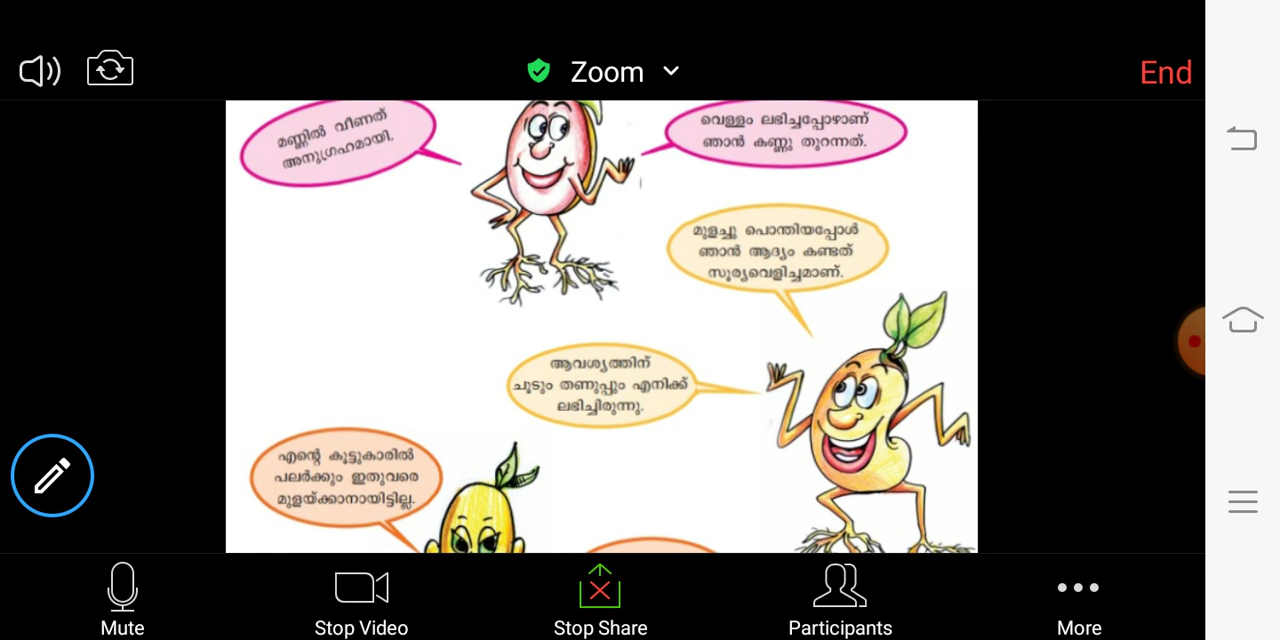 Zoom
End
മണ്ണിൽ വീണത്
അനുഗ്രഹമായി.
വെള്ളം ലഭിച്ചപ്പോഴാണ്
ഞാൻ കണ്ണു തുറന്നത്.
മുളച്ചു പൊന്തിയപ്പോൾ
ഞാൻ ആദ്യം കണ്ടത്
സൂര്യവെളിച്ചമാണ്.
ആവശ്യത്തിന്
ചൂടും തണുപ്പും എനിക്ക്
ലഭിച്ചിരുന്നു.
എന്റെ കൂട്ടുകാരിൽ
പലർക്കും ഇതുവരെ
മുളയ്ക്കാനായിട്ടില്ല.
Mute
Stop Video
Stop Share
Participants
More